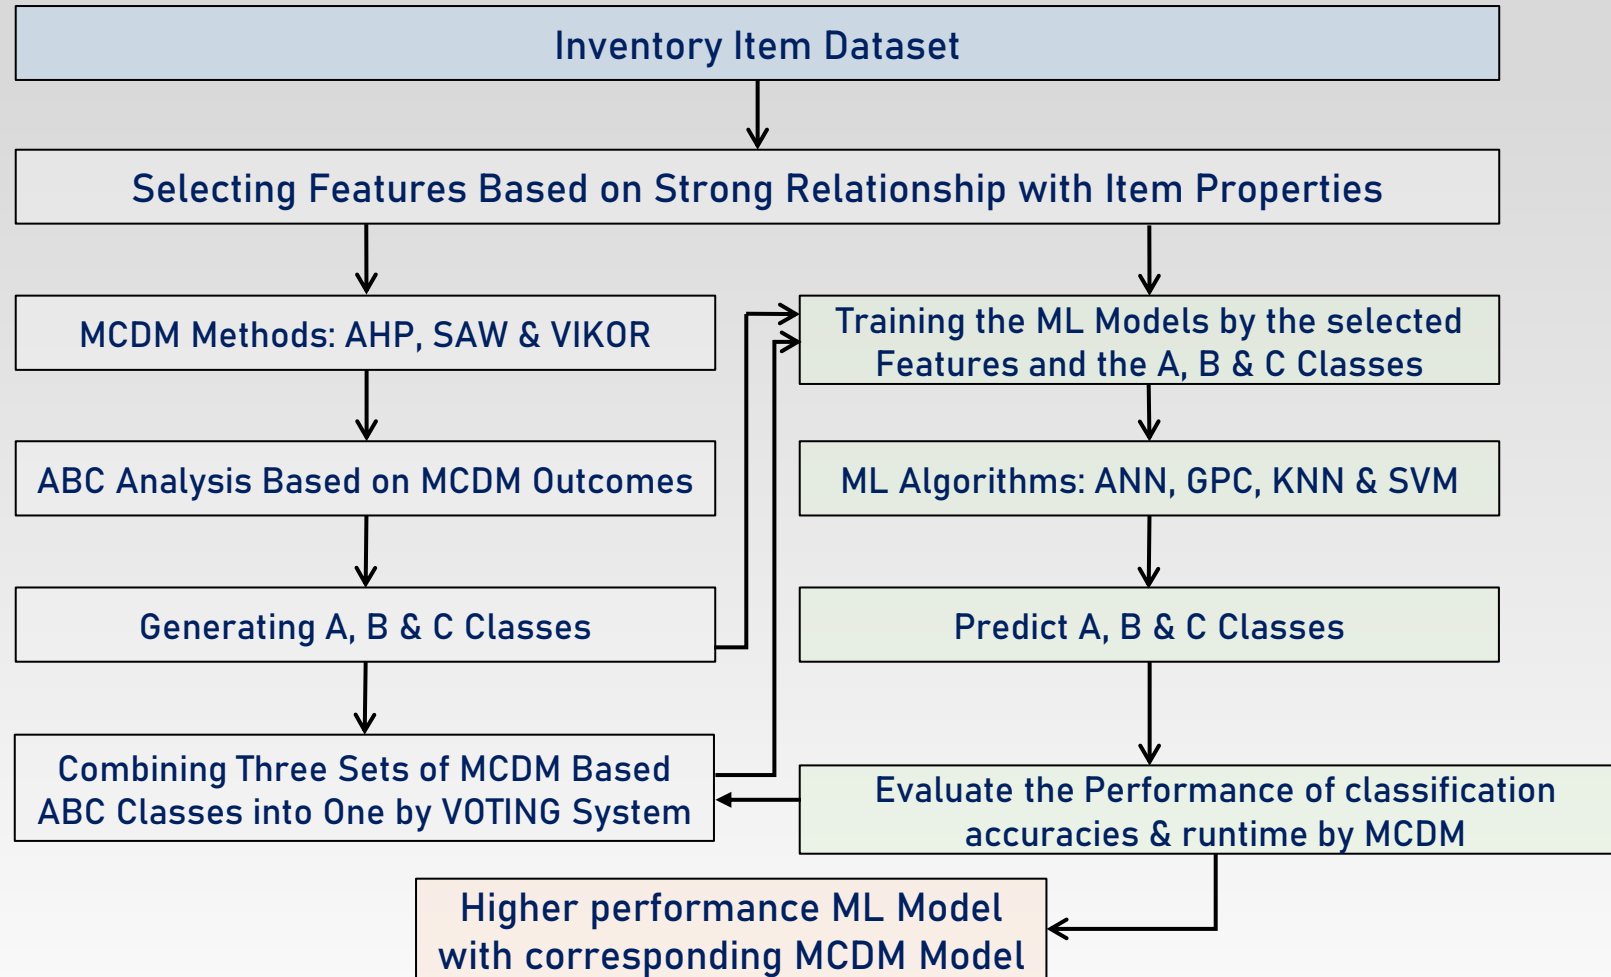 Inventory Item Dataset
Selecting Features Based on Strong Relationship with Item Properties
MCDM Methods: AHP, SAW & VIKOR
Training the ML Models by the selected
Features and the A, B & C Classes
ABC Analysis Based on MCDM Outcomes
ML Algorithms: ANN, GPC, KNN & SVM
Generating A, B & C Classes
Predict A, B & C Classes
Combining Three Sets of MCDM Based
ABC Classes into One by VOTING System
Evaluate the Performance of classification
accuracies & runtime by MCDM
Higher performance ML Model
with corresponding MCDM Model